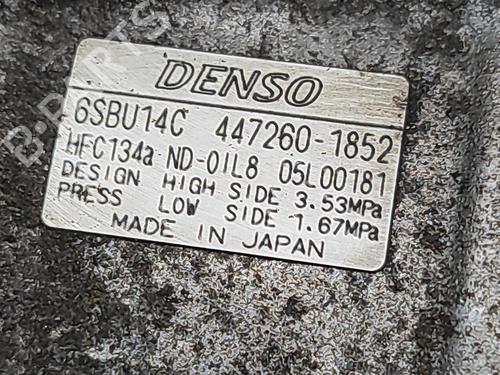 DENSO
6SBU14C 447260-1852
HFC134a ND-OIL8 05L00181
DESIGN HIGH SIDE 3.53MPa
PRESS LOW SIDE 1.67MPa
MADE IN JAPAN